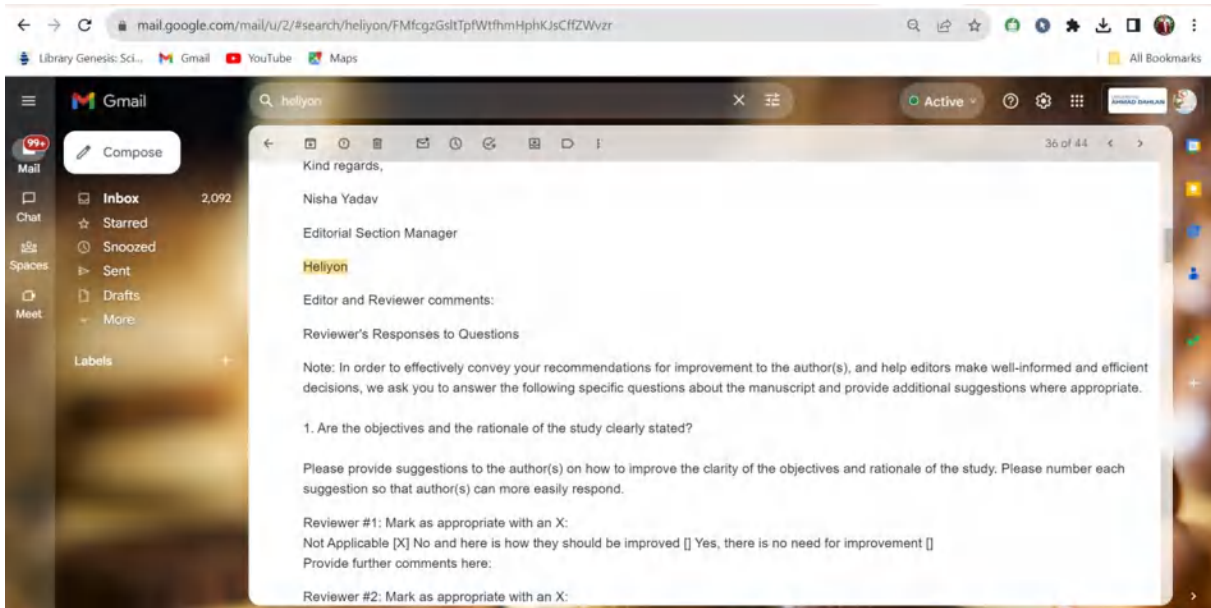 mail.google.com/mail/u/2/#search/heliyon/FMfcgzGsltTpfWtfhmHphKJsCffZWvzr
Library Genesis: Sci... Gmail YouTube Maps All Bookmarks
Gmail heliyon Active AHMAD DAHLAN
99+
Mail
Compose
36 of 44
Kind regards,
Inbox 2,092
Nisha Yadav
Chat
Starred
Editorial Section Manager
Snoozed
Spaces
Sent
Heliyon
Drafts
Editor and Reviewer comments:
Meet
More
Reviewer's Responses to Questions
Labels
Note: In order to effectively convey your recommendations for improvement to the author(s), and help editors make well-informed and efficient
decisions, we ask you to answer the following specific questions about the manuscript and provide additional suggestions where appropriate.
1. Are the objectives and the rationale of the study clearly stated?
Please provide suggestions to the author(s) on how to improve the clarity of the objectives and rationale of the study. Please number each
suggestion so that author(s) can more easily respond.
Reviewer #1: Mark as appropriate with an X:
Not Applicable [X] No and here is how they should be improved [] Yes, there is no need for improvement []
Provide further comments here:
Reviewer #2: Mark as appropriate with an X: